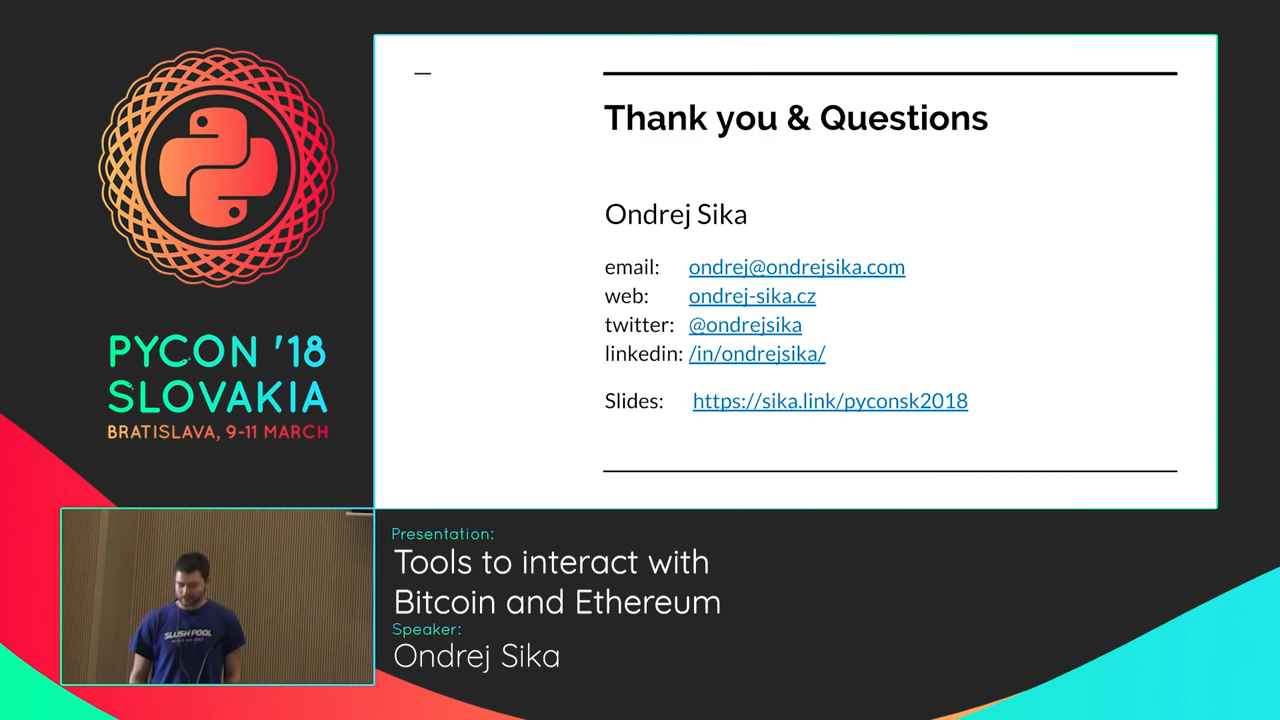 PYCON '18
SLOVAKIA
BRATISLAVA, 9-11 MARCH
Thank you & Questions
Ondrej Sika
email: ondrej@ondrejsika.com
web: ondrej-sika.cz
twitter: @ondrejsika
linkedin: /in/ondrejsika/
Slides: https://sika.link/pyconsk2018
SLUSH POOL
Presentation:
Tools to interact with
Bitcoin and Ethereum
Speaker:
Ondrej Sika